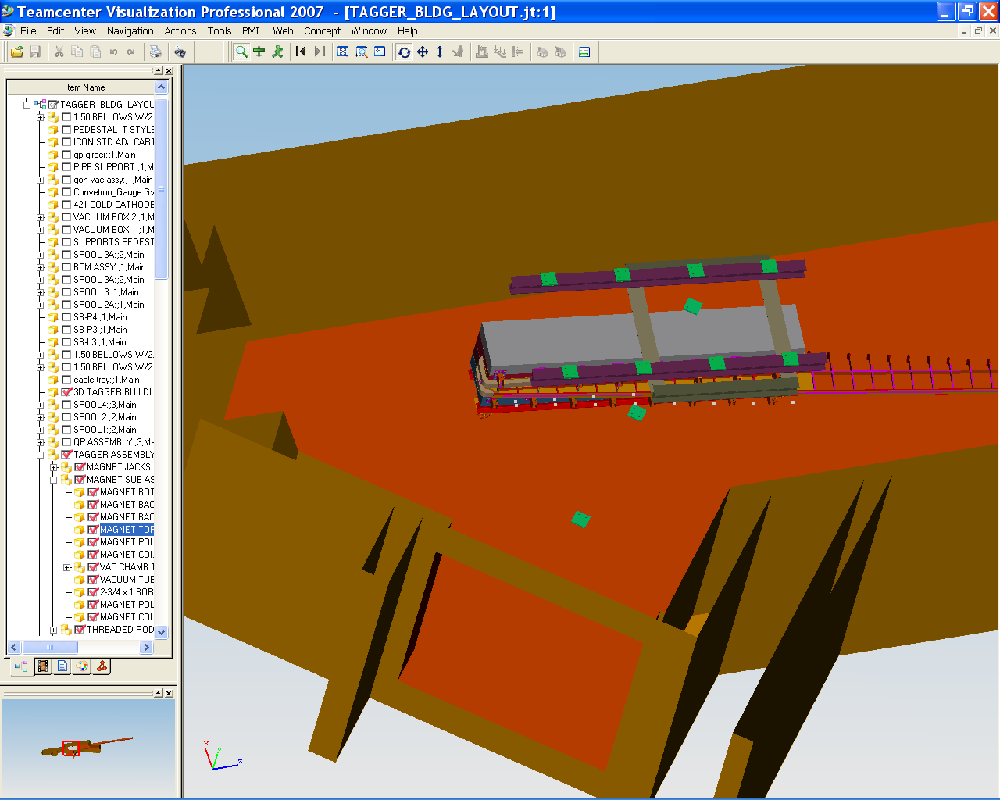 Teamcenter Visualization Professional 2007 - [TAGGER_BLDG_LAYOUT.jt:1]
File Edit View Navigation Actions Tools PMI Web Concept Window Help
Item Name
TAGGER_BLDG_LAYOU
1.50 BELLOWS W/2.
PEDESTAL- T STYLE
ICON STD ADJ CART
qp girder:;1,Main
PIPE SUPPORT:;1,M
gon vac assy:;1,Main
Convetron_Gauge:Gv
421 COLD CATHODE
VACUUM BOX 2:;1,M
VACUUM BOX 1:;1,M
SUPPORTS PEDEST
SPOOL 3A:;2,Main
BCM ASSY:;1,Main
SPOOL 3A:;2,Main
SPOOL 3:;1,Main
SPOOL 2A:;1,Main
SB-P4:;1,Main
SB-P3:;1,Main
SB-L3:;1,Main
1.50 BELLOWS W/2.
1.50 BELLOWS W/2.
cable tray:;1,Main
3D TAGGER BUILDI.
SPOOL4:;3,Main
SPOOL2:;2,Main
SPOOL1:;2,Main
QP ASSEMBLY:;3,Ma
TAGGER ASSEMBLY
MAGNET JACKS:
MAGNET SUB-AS
MAGNET BOT
MAGNET BAC
MAGNET BAC
MAGNET TOP
MAGNET POL
MAGNET COI.
VAC CHAMB T
VACUUM TUE
2-3/4 x 1 BOR
MAGNET POL
MAGNET COI.
THREADED ROD
x
y
z